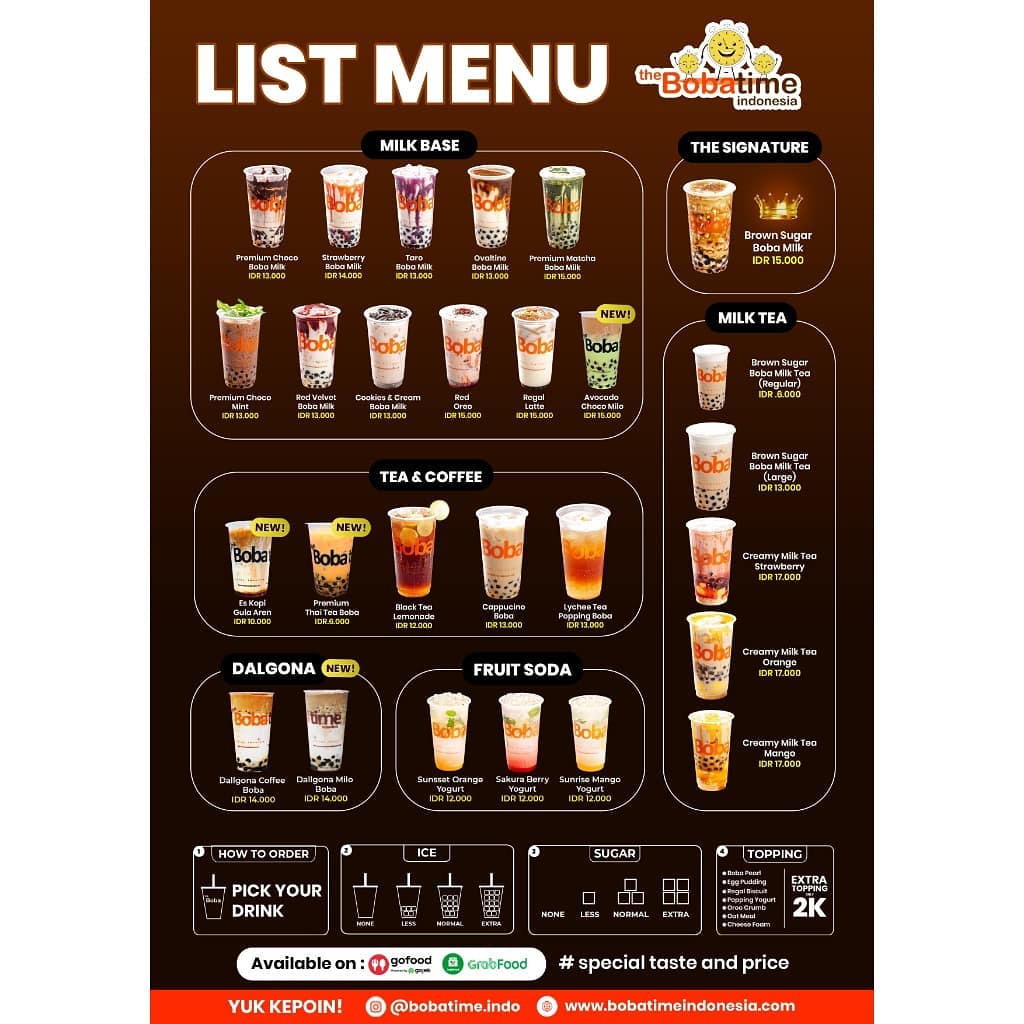 LIST MENU
the Bobatime
indonesia
MILK BASE
Premium Choco
Boba Milk
IDR 13.000
Strawberry
Boba Milk
IDR 14.000
Taro
Boba Milk
IDR 13.000
Ovaltine
Boba Milk
IDR 13.000
Premium Matcha
Boba Milk
IDR 15.000
Premium Choco
Mint
IDR 13.000
Red Velvet
Boba Milk
IDR 13.000
Cookies & Cream
Boba Milk
IDR 13.000
Red
Oreo
IDR 15.000
Regal
Latte
IDR 15.000
NEW!
Avocado
Choco Milo
IDR 15.000
THE SIGNATURE
Brown Sugar
Boba Milk
IDR 15.000
MILK TEA
Brown Sugar
Boba Milk Tea
(Regular)
IDR .6.000
Brown Sugar
Boba Milk Tea
(Large)
IDR 13.000
Creamy Milk Tea
Strawberry
IDR 17.000
Creamy Milk Tea
Orange
IDR 17.000
Creamy Milk Tea
Mango
IDR 17.000
TEA & COFFEE
NEW!
Es Kopi
Gula Aren
IDR 10.000
NEW!
Premium
Thai Tea Boba
IDR.6.000
Black Tea
Lemonade
IDR 12.000
Cappucino
Boba
IDR 13.000
Lychee Tea
Popping Boba
IDR 13.000
DALGONA NEW!
Dallgona Coffee
Boba
IDR 14.000
Dallgona Milo
Boba
IDR 14.000
FRUIT SODA
Sunsset Orange
Yogurt
IDR 12.000
Sakura Berry
Yogurt
IDR 12.000
Sunrise Mango
Yogurt
IDR 12.000
1 HOW TO ORDER
Boba
PICK YOUR
DRINK
2 ICE
NONE LESS NORMAL EXTRA
3 SUGAR
NONE LESS NORMAL EXTRA
4 TOPPING
Boba Pearl
Egg Pudding
Regal Biscuit
Popping Yogurt
Oreo Crumb
Oat Meal
Cheese Foam
EXTRA
TOPPING
2K
Available on : gofood GrabFood
# special taste and price
YUK KEPOIN! @bobatime.indo www.bobatimeindonesia.com